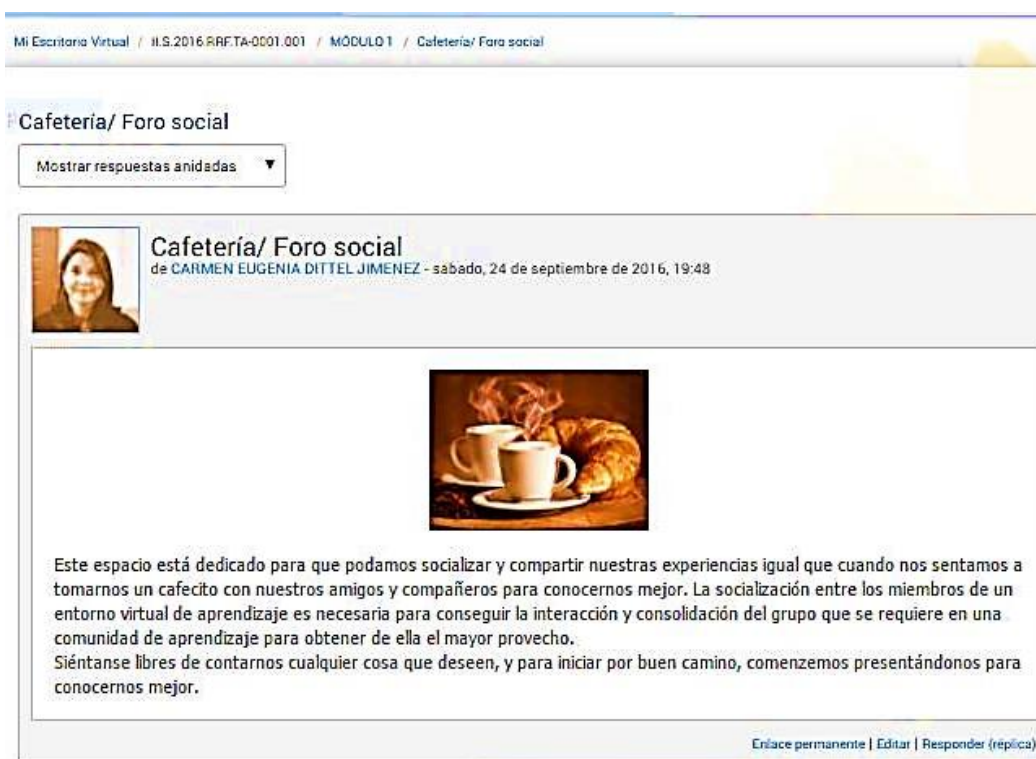 Mi Escritorio Virtual / II.S.2016.RRF.TA-0001.001 / MÓDULO 1 / Cafetería/ Foro social
Cafetería/ Foro social
Mostrar respuestas anidadas
Cafetería/ Foro social
de CARMEN EUGENIA DITTEL JIMENEZ - sábado, 24 de septiembre de 2016, 19:48
Este espacio está dedicado para que podamos socializar y compartir nuestras experiencias igual que cuando nos sentamos a
tomarnos un cafecito con nuestros amigos y compañeros para conocernos mejor. La socialización entre los miembros de un
entorno virtual de aprendizaje es necesaria para conseguir la interacción y consolidación del grupo que se requiere en una
comunidad de aprendizaje para obtener de ella el mayor provecho.
Siéntanse libres de contarnos cualquier cosa que deseen, y para iniciar por buen camino, comenzemos presentándonos para
conocernos mejor.
Enlace permanente | Editar | Responder (réplica)